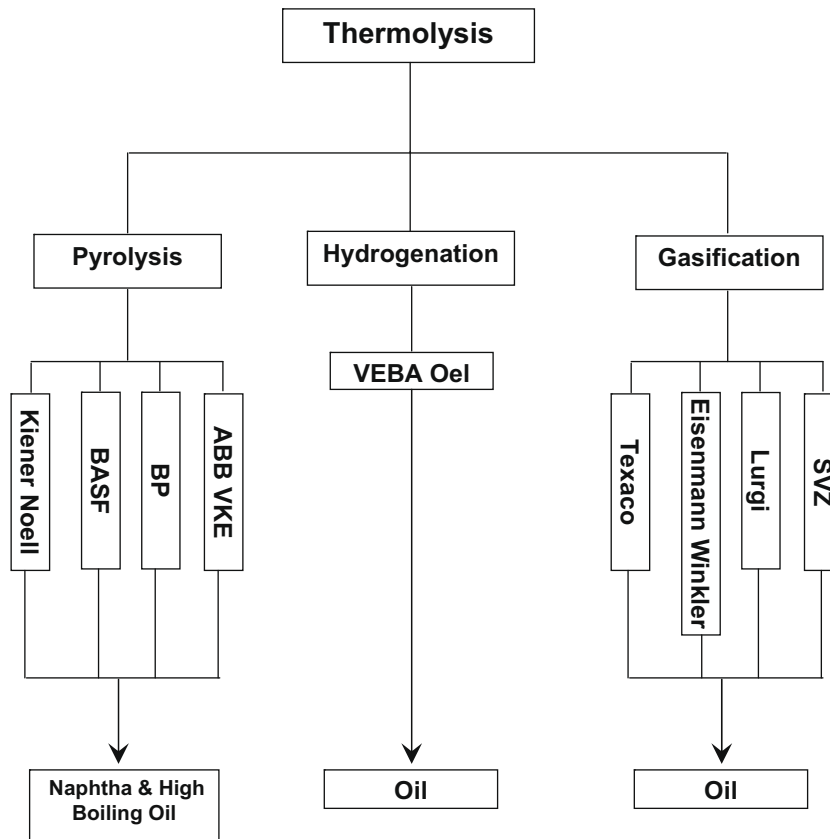 Thermolysis
Pyrolysis
Hydrogenation
Gasification
VEBA Oel
Kiener Noell
BASF
BP
ABB VKE
Texaco
Eisenmann Winkler
Lurgi
SVZ
Naphtha & High
Boiling Oil
Oil
Oil